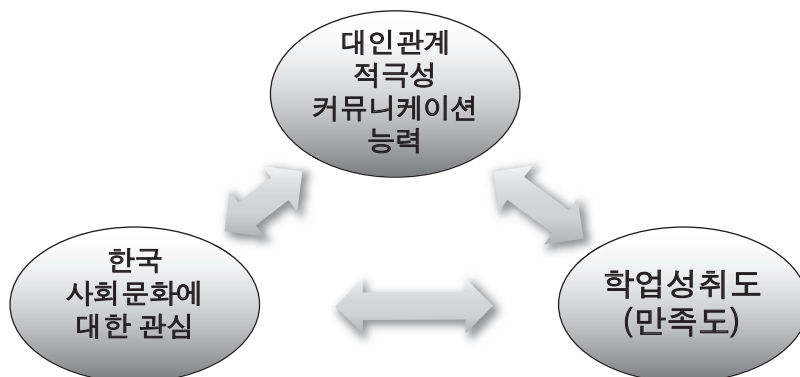 대인관계
적극성
커뮤니케이션
능력
한국
사회문화에
대한 관심
학업성취도
(만족도)